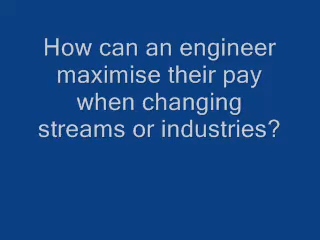 How can an engineer
maximise their pay
when changing
streams or industries?